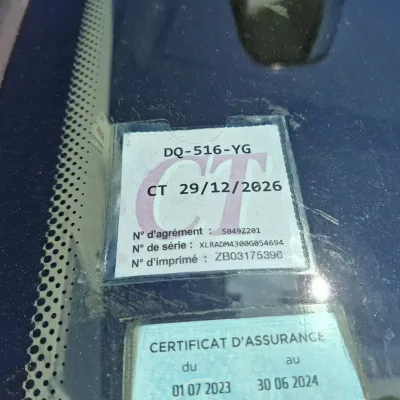 DQ-516-YG
CT
CT 29/12/2026
N° d'agrément : S049Z201
N° de série : XLRADM4300G054694
N° d'imprimé : ZB03175396
CERTIFICAT D'ASSURANCE
du au
01 07 2023 30 06 2024